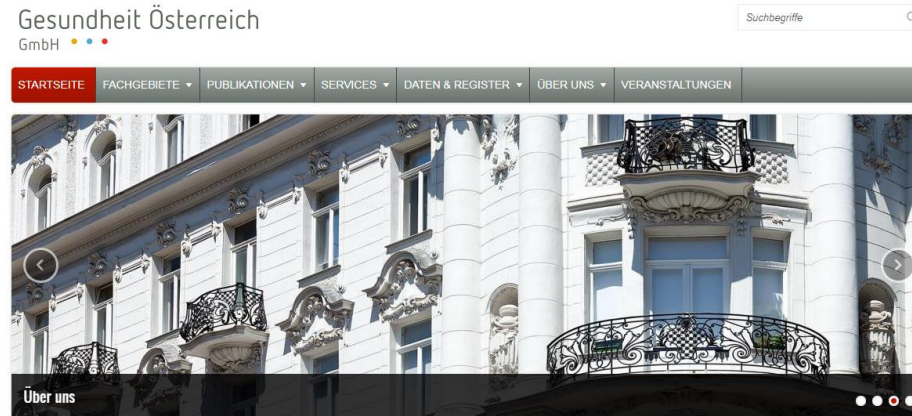 Gesundheit Österreich
GmbH
Suchbegriffe
STARTSEITE FACHGEBIETE PUBLIKATIONEN SERVICES DATEN & REGISTER ÜBER UNS VERANSTALTUNGEN
Über uns